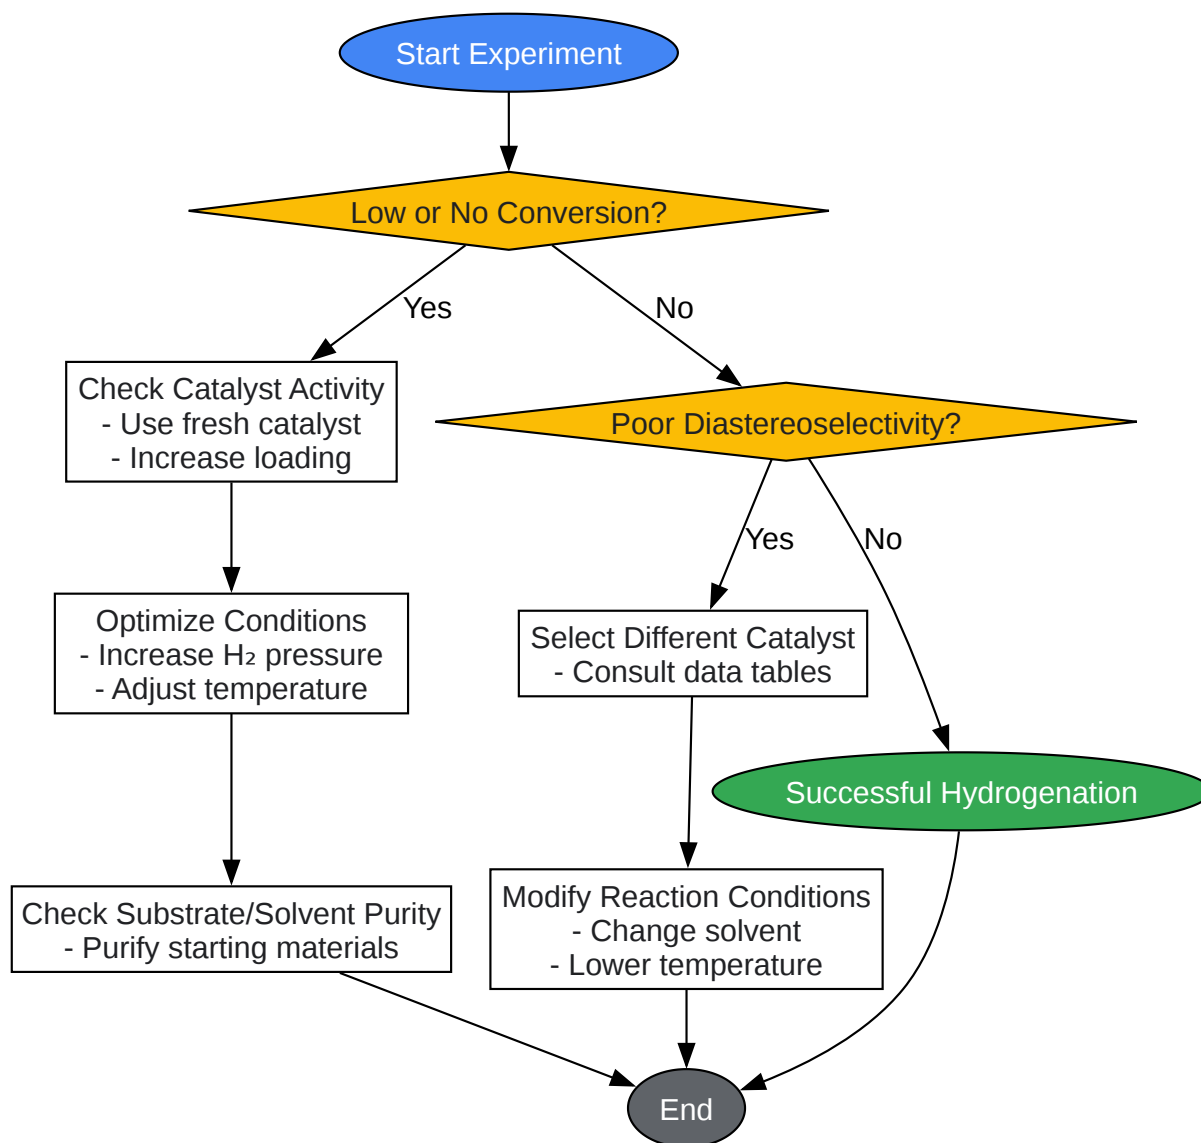 Start Experiment
Low or No Conversion?
Yes
No
Check Catalyst Activity
- Use fresh catalyst
- Increase loading
Poor Diastereoselectivity?
Yes
No
Optimize Conditions
- Increase H₂ pressure
- Adjust temperature
Select Different Catalyst
- Consult data tables
Successful Hydrogenation
Check Substrate/Solvent Purity
- Purify starting materials
Modify Reaction Conditions
- Change solvent
- Lower temperature
End